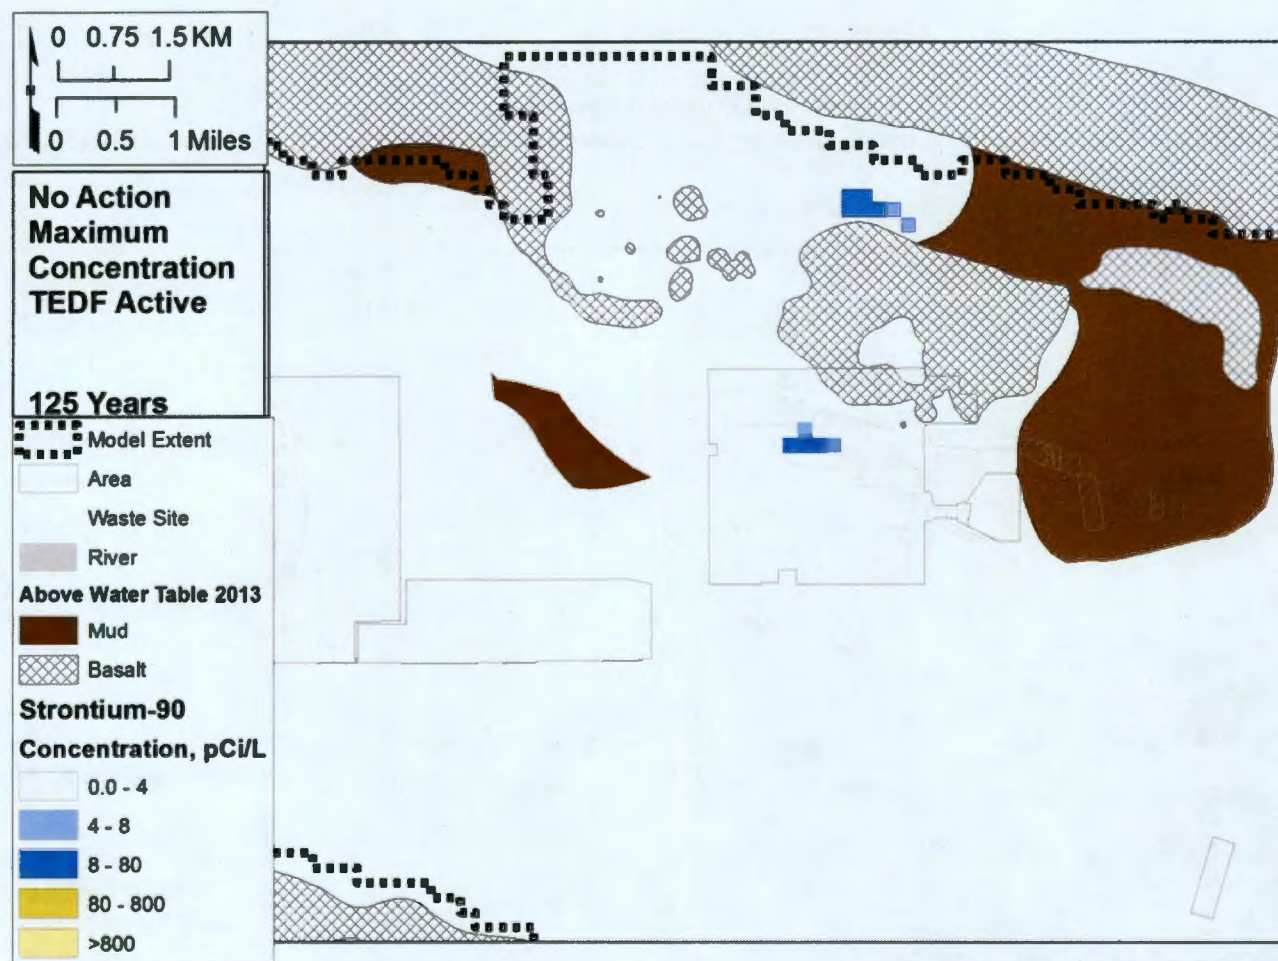 0 0.75 1.5 KM
0 0.5 1 Miles
No Action
Maximum
Concentration
TEDF Active
125 Years
Model Extent
Area
Waste Site
River
Above Water Table 2013
Mud
Basalt
Strontium-90
Concentration, pCi/L
0.0 - 4
4 - 8
8 - 80
80 - 800
>800